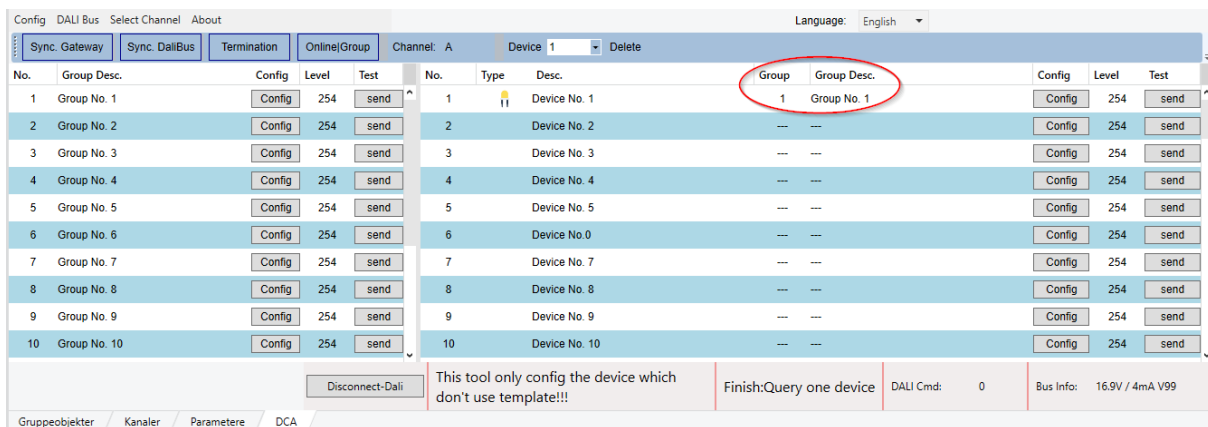 Config DALI Bus Select Channel About Language: English
Sync. Gateway Sync. DaliBus Termination Online|Group Channel: A Device 1 Delete
No. Group Desc. Config Level Test No. Type Desc. Group Group Desc. Config Level Test
1 Group No. 1 Config 254 send 1 Device No. 1 1 Group No. 1 Config 254 send
2 Group No. 2 Config 254 send 2 Device No. 2 --- --- Config 254 send
3 Group No. 3 Config 254 send 3 Device No. 3 --- --- Config 254 send
4 Group No. 4 Config 254 send 4 Device No. 4 --- --- Config 254 send
5 Group No. 5 Config 254 send 5 Device No. 5 --- --- Config 254 send
6 Group No. 6 Config 254 send 6 Device No.0 --- --- Config 254 send
7 Group No. 7 Config 254 send 7 Device No. 7 --- --- Config 254 send
8 Group No. 8 Config 254 send 8 Device No. 8 --- --- Config 254 send
9 Group No. 9 Config 254 send 9 Device No. 9 --- --- Config 254 send
10 Group No. 10 Config 254 send 10 Device No. 10 --- --- Config 254 send
Disconnect-Dali
This tool only config the device which
don't use template!!!
Finish:Query one device DALI Cmd: 0 Bus Info: 16.9V / 4mA V99
Gruppeobjekter Kanaler Parametere DCA